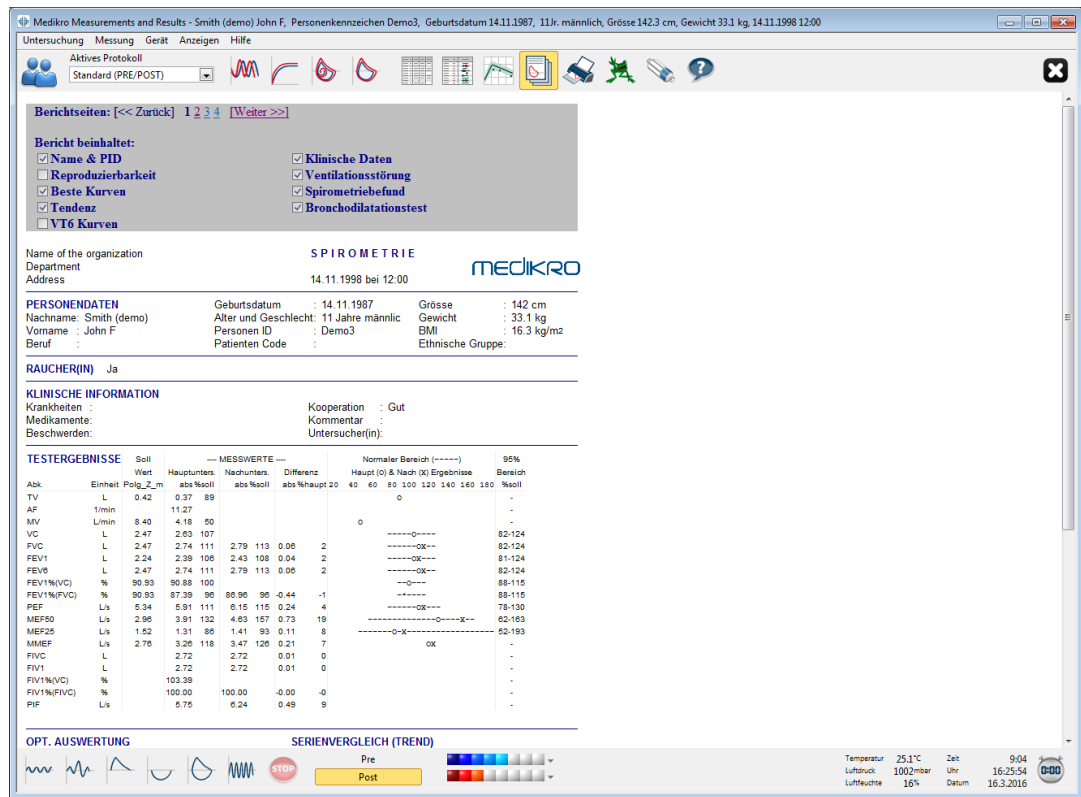 Medikro Measurements and Results - Smith (demo) John F, Personenkennzeichen Demo3, Geburtsdatum 14.11.1987, 11Jr. männlich, Grösse 142.3 cm, Gewicht 33.1 kg, 14.11.1998 12:00
Untersuchung Messung Gerät Anzeigen Hilfe
Aktives Protokoll
Standard (PRE/POST)
Berichtseiten: [<< Zurück] 1 2 3 4 [Weiter >>]
Bericht beinhaltet:
Name & PID Klinische Daten
Reproduzierbarkeit Ventilationsstörung
Beste Kurven Spirometriebefund
Tendenz Bronchodilatationstest
VT6 Kurven
Name of the organization SPIROMETRIE
Department MEDIKRO
Address 14.11.1998 bei 12:00
PERSONENDATEN Geburtsdatum : 14.11.1987 Grösse : 142 cm
Nachname: Smith (demo) Alter und Geschlecht: 11 Jahre männlic Gewicht : 33.1 kg
Vorname : John F Personen ID : Demo3 BMI : 16.3 kg/m2
Beruf : Patienten Code : Ethnische Gruppe:
RAUCHER(IN) Ja
KLINISCHE INFORMATION
Krankheiten : Kooperation : Gut
Medikamente: Kommentar :
Beschwerden: Untersucher(in):
TESTERGEBNISSE Soll ---- MESSWERTE ---- Normaler Bereich (-----) 95%
Wert Hauptunters. Nachunters. Differenz Haupt (O) & Nach (X) Ergebnisse Bereich
Abk. Einheit Polg_Z_m abs %soll abs %soll abs %haupt 20 40 60 80 100 120 140 160 180 %soll
TV L 0.42 0.37 89 o -
AF 1/min 11.27 -
MV L/min 8.40 4.18 50 o -
VC L 2.47 2.63 107 -----o---- 82-124
FVC L 2.47 2.74 111 2.79 113 0.06 2 ------ox-- 82-124
FEV1 L 2.24 2.39 106 2.43 108 0.04 2 -----ox--- 81-124
FEV6 L 2.47 2.74 111 2.79 113 0.06 2 ------ox-- 82-124
FEV1%(VC) % 90.93 90.88 100 --o--- 88-115
FEV1%(FVC) % 90.93 87.39 96 86.96 96 -0.44 -1 -*---- 88-115
PEF L/s 5.34 5.91 111 6.15 115 0.24 4 ------ox--- 78-130
MEF50 L/s 2.96 3.91 132 4.63 157 0.73 19 ---------------o----x-- 62-163
MEF25 L/s 1.52 1.31 86 1.41 93 0.11 8 -------o-x------------------ 52-193
MMEF L/s 2.76 3.26 118 3.47 126 0.21 7 ox -
FIVC L 2.72 2.72 0.01 0 -
FIV1 L 2.72 2.72 0.01 0 -
FIV1%(VC) % 103.39 -
FIV1%(FIVC) % 100.00 100.00 -0.00 -0 -
PIF L/s 5.75 6.24 0.49 9 -
OPT. AUSWERTUNG SERIENVERGLEICH (TREND)
STOP
Pre
Post
Temperatur 25.1°C Zeit 9:04
Luftdruck 1002mbar Uhr 16:25:54
Luftfeuchte 16% Datum 16.3.2016
0:00